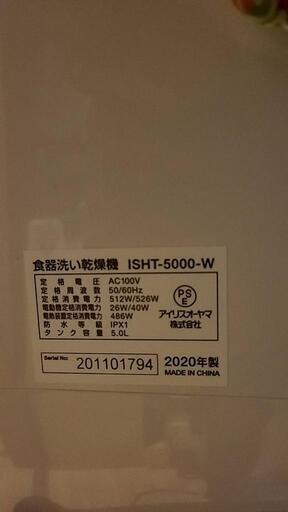 食器洗い乾燥機 ISHT-5000-W
定格電圧 AC100V
定格周波数 50/60Hz
定格消費電力 512W/526W
電動機定格消費電力 26W/40W
電熱装置定格消費電力 486W
防水等級 IPX1
タンク容量 5.0L
PS
E
アイリスオーヤマ
株式会社
Serial No: 201101794
2020年製
MADE IN CHINA